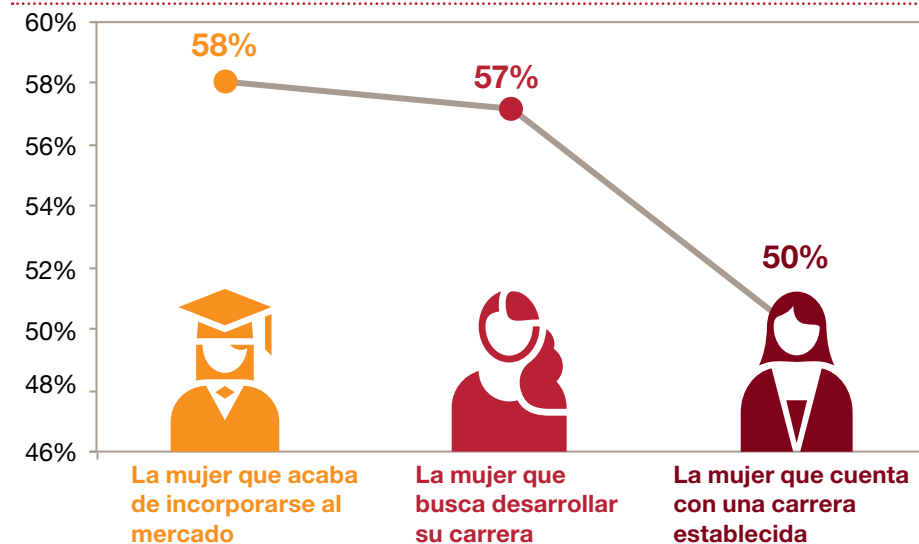 60%
58%
58%
57%
56%
54%
52%
50%
50%
48%
46%
La mujer que acaba
de incorporarse al
mercado
La mujer que
busca desarrollar
su carrera
La mujer que cuenta
con una carrera
establecida